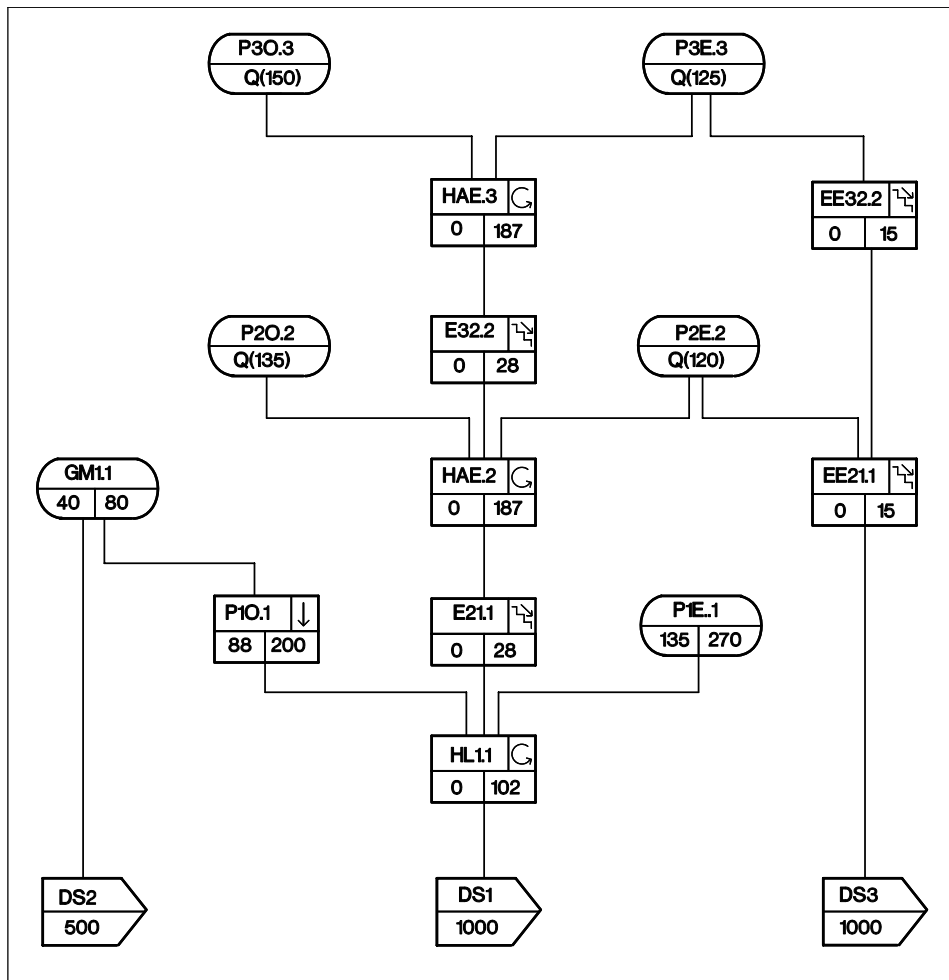 P3O.3
Q(150)
P3E.3
Q(125)
HAE.3
0 187
EE32.2
0 15
P2O.2
Q(135)
E32.2
0 28
P2E.2
Q(120)
GM1.1
40 80
HAE.2
0 187
EE21.1
0 15
P1O.1
88 200
E21.1
0 28
P1E..1
135 270
HL1.1
0 102
DS2
500
DS1
1000
DS3
1000